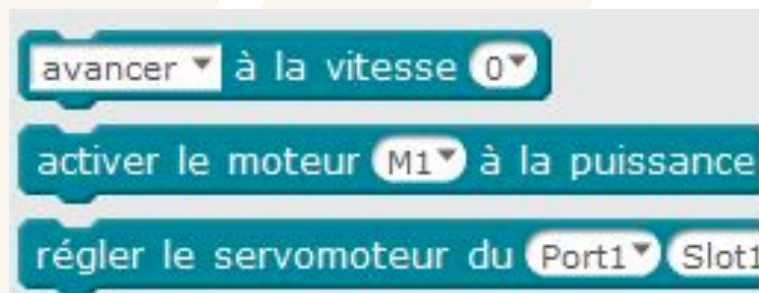 avancer à la vitesse 0
activer le moteur M1 à la puissance
régler le servomoteur du Port1 Slot1